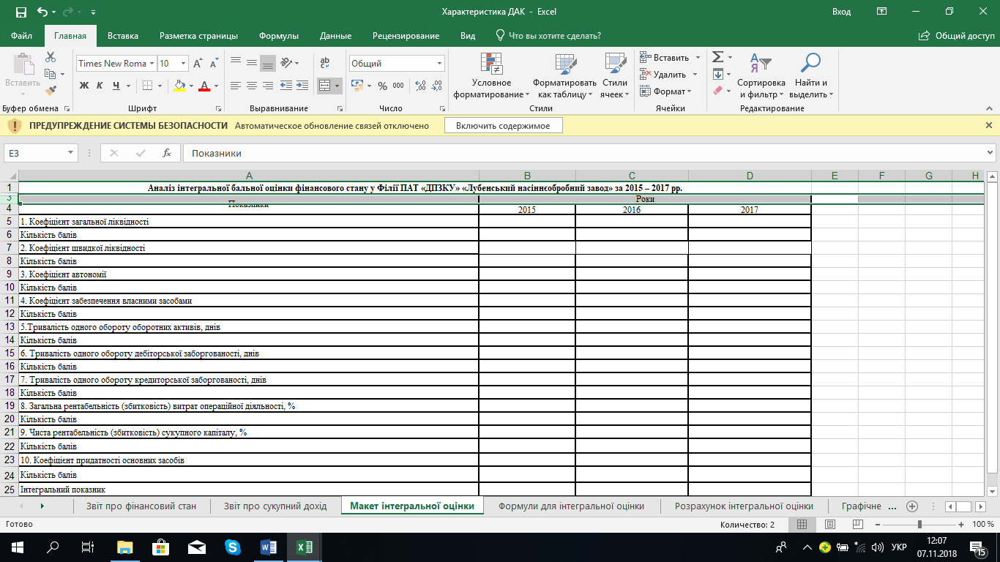 Характеристика ДАК - Excel
Вход
Файл Главная Вставка Разметка страницы Формулы Данные Рецензирование Вид Что вы хотите сделать? Общий доступ
Вставить
Буфер обмена
Times New Roma 10
Ж К Ч А
Шрифт
Выравнивание
Общий
% 000
Число
Условное форматирование
Форматировать как таблицу
Стили ячеек
Стили
Вставить
Удалить
Формат
Ячейки
Сортировка и фильтр
Найти и выделить
Редактирование
ПРЕДУПРЕЖДЕНИЕ СИСТЕМЫ БЕЗОПАСНОСТИ Автоматическое обновление связей отключено Включить содержимое
E3 fx Показники
A B C D E F G H
1 Аналіз інтегральної бальної оцінки фінансового стану у Філії ПАТ «ДПЗКУ» «Лубенський насіннєобробний завод» за 2015 – 2017 рр.
3 Показники Роки
4 2015 2016 2017
5 1. Коефіцієнт загальної ліквідності
6 Кількість балів
7 2. Коефіцієнт швидкої ліквідності
8 Кількість балів
9 3. Коефіцієнт автономії
10 Кількість балів
11 4. Коефіцієнт забезпечення власними засобами
12 Кількість балів
13 5.Тривалість одного обороту оборотних активів, днів
14 Кількість балів
15 6. Тривалість одного обороту дебіторської заборгованості, днів
16 Кількість балів
17 7. Тривалість одного обороту кредиторської заборгованості, днів
18 Кількість балів
19 8. Загальна рентабельність (збитковість) витрат операційної діяльності, %
20 Кількість балів
21 9. Чиста рентабельність (збитковість) сукупного капіталу, %
22 Кількість балів
23 10. Коефіцієнт придатності основних засобів
24 Кількість балів
25 Інтегральний показник
Звіт про фінансовий стан Звіт про сукупний дохід Макет інтегральної оцінки Формули для інтегральної оцінки Розрахунок інтегральної оцінки Графічне ...
Готово Количество: 2 100 %
УКР
12:07
07.11.2018
15